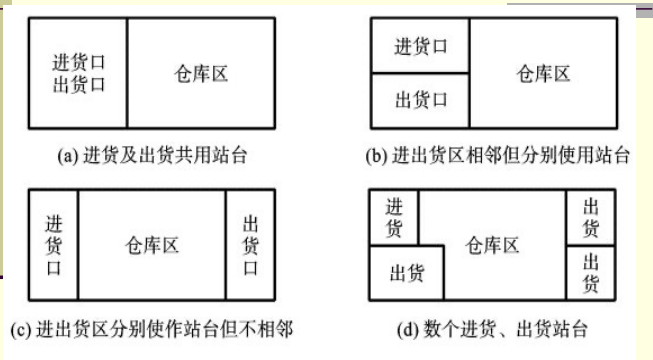 进货口
出货口
仓库区
(a) 进货及出货共用站台
进货口
出货口
仓库区
(b) 进出货区相邻但分别使用站台
进货口
仓库区
出货口
(c) 进出货区分别使作站台但不相邻
进货
出货
仓库区
出货
出货
(d) 数个进货、出货站台